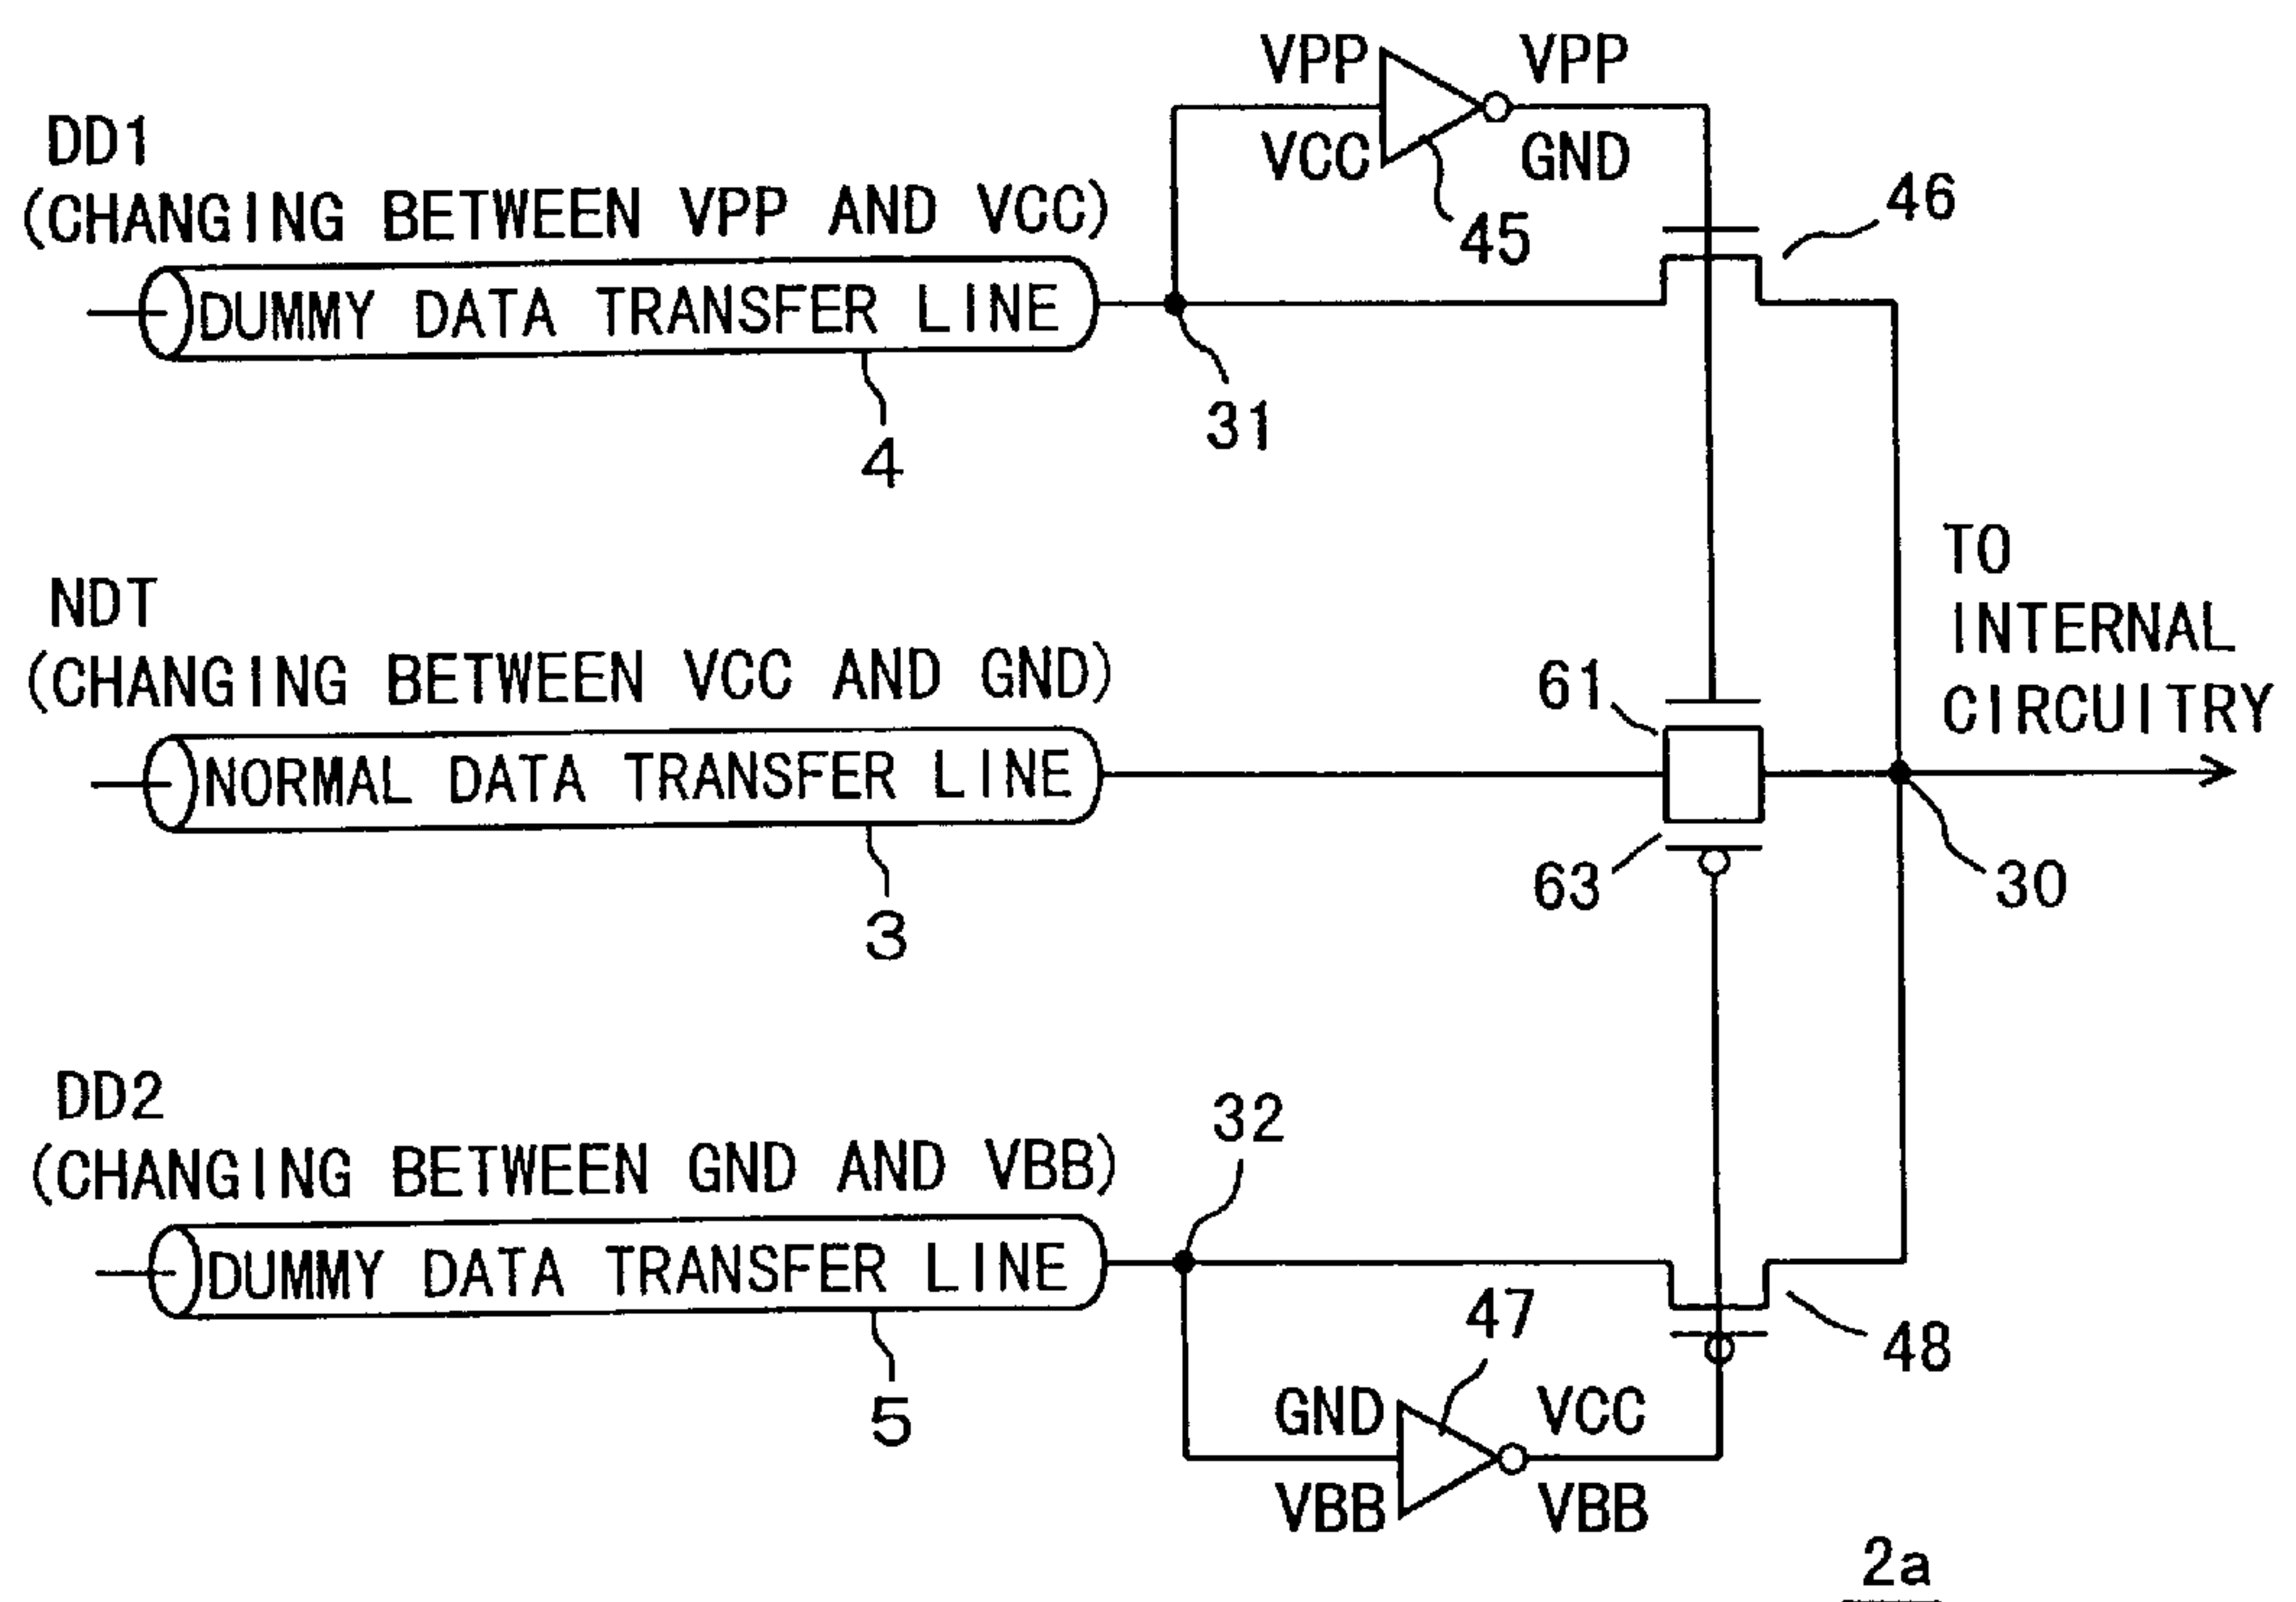 VPP
VPP
DD1
VCC
GND
(CHANGING BETWEEN VPP AND VCC)
45
46
DUMMY DATA TRANSFER LINE
31
4
TO
INTERNAL
CIRCUITRY
NDT
(CHANGING BETWEEN VCC AND GND)
61
NORMAL DATA TRANSFER LINE
63
30
3
DD2
32
(CHANGING BETWEEN GND AND VBB)
DUMMY DATA TRANSFER LINE
47
48
5
GND
VCC
VBB
VBB
2a